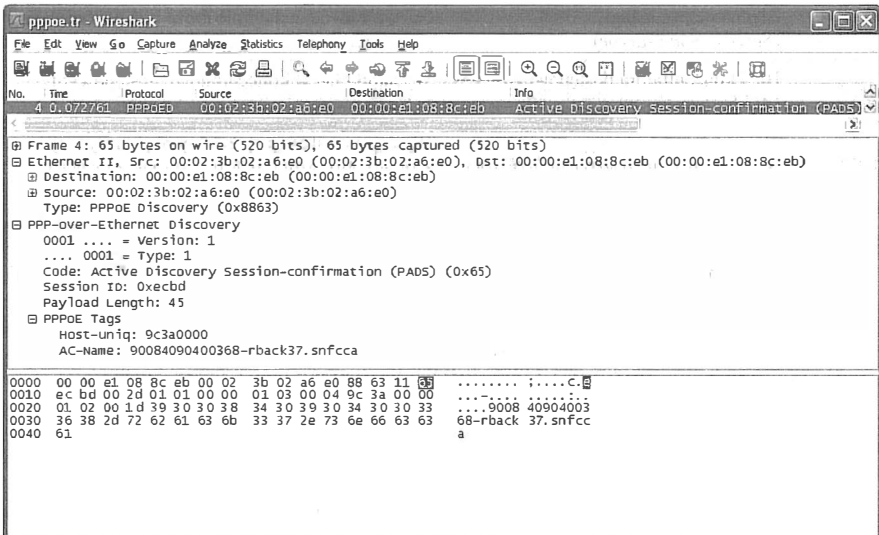 pppoe.tr - Wireshark
File Edit View Go Capture Analyze Statistics Telephony Tools Help
No. Time Protocol Source Destination Info
4 0.072761 PPPoED 00:02:3b:02:a6:e0 00:00:e1:08:8c:eb Active Discovery Session-confirmation (PADS)
Frame 4: 65 bytes on wire (520 bits), 65 bytes captured (520 bits)
Ethernet II, Src: 00:02:3b:02:a6:e0 (00:02:3b:02:a6:e0), Dst: 00:00:e1:08:8c:eb (00:00:e1:08:8c:eb)
Destination: 00:00:e1:08:8c:eb (00:00:e1:08:8c:eb)
Source: 00:02:3b:02:a6:e0 (00:02:3b:02:a6:e0)
Type: PPPoE Discovery (0x8863)
PPP-over-Ethernet Discovery
0001 .... = Version: 1
.... 0001 = Type: 1
Code: Active Discovery Session-confirmation (PADS) (0x65)
Session ID: 0xecbd
Payload Length: 45
PPPoE Tags
Host-uniq: 9c3a0000
AC-Name: 90084090400368-rback37.snfcca
0000 00 00 e1 08 8c eb 00 02 3b 02 a6 e0 88 63 11 65 ........ ;....c.e
0010 ec bd 00 2d 01 01 00 00 01 03 00 04 9c 3a 00 00 ...-.... .....:..
0020 01 02 00 1d 39 30 30 38 34 30 39 30 34 30 30 33 ....9008 40904003
0030 36 38 2d 72 62 61 63 6b 33 37 2e 73 6e 66 63 63 68-rback 37.snfcc
0040 61 a